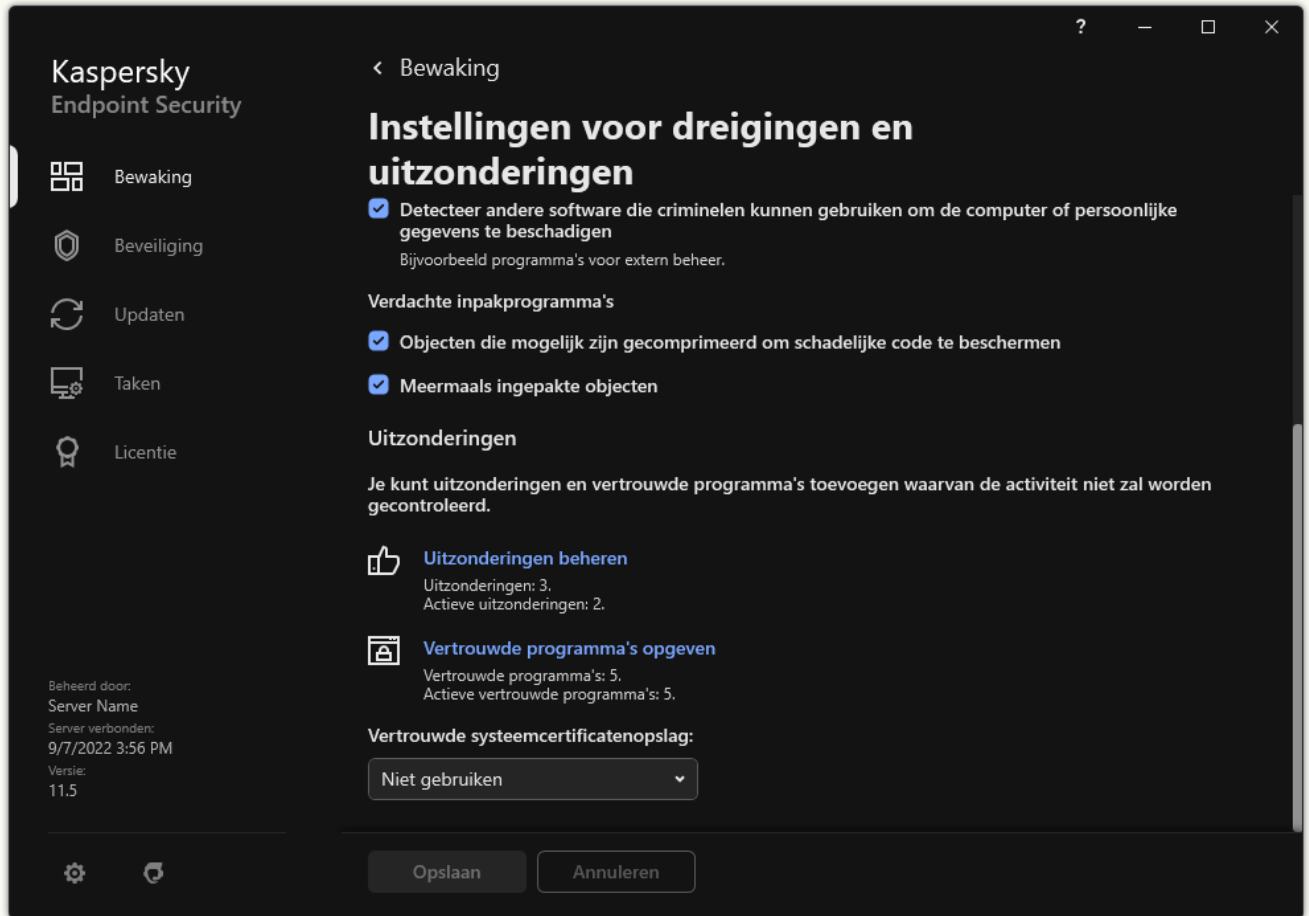 ?
Kaspersky
Endpoint Security
Bewaking
Beveiliging
Updaten
Taken
Licentie
Beheerd door:
Server Name
Server verbonden:
9/7/2022 3:56 PM
Versie:
11.5
Bewaking
Instellingen voor dreigingen en
uitzonderingen
Detecteer andere software die criminelen kunnen gebruiken om de computer of persoonlijke
gegevens te beschadigen
Bijvoorbeeld programma's voor extern beheer.
Verdachte inpakprogramma's
Objecten die mogelijk zijn gecomprimeerd om schadelijke code te beschermen
Meermaals ingepakte objecten
Uitzonderingen
Je kunt uitzonderingen en vertrouwde programma's toevoegen waarvan de activiteit niet zal worden
gecontroleerd.
Uitzonderingen beheren
Uitzonderingen: 3.
Actieve uitzonderingen: 2.
Vertrouwde programma's opgeven
Vertrouwde programma's: 5.
Actieve vertrouwde programma's: 5.
Vertrouwde systeemcertificatenopslag:
Niet gebruiken
Opslaan
Annuleren